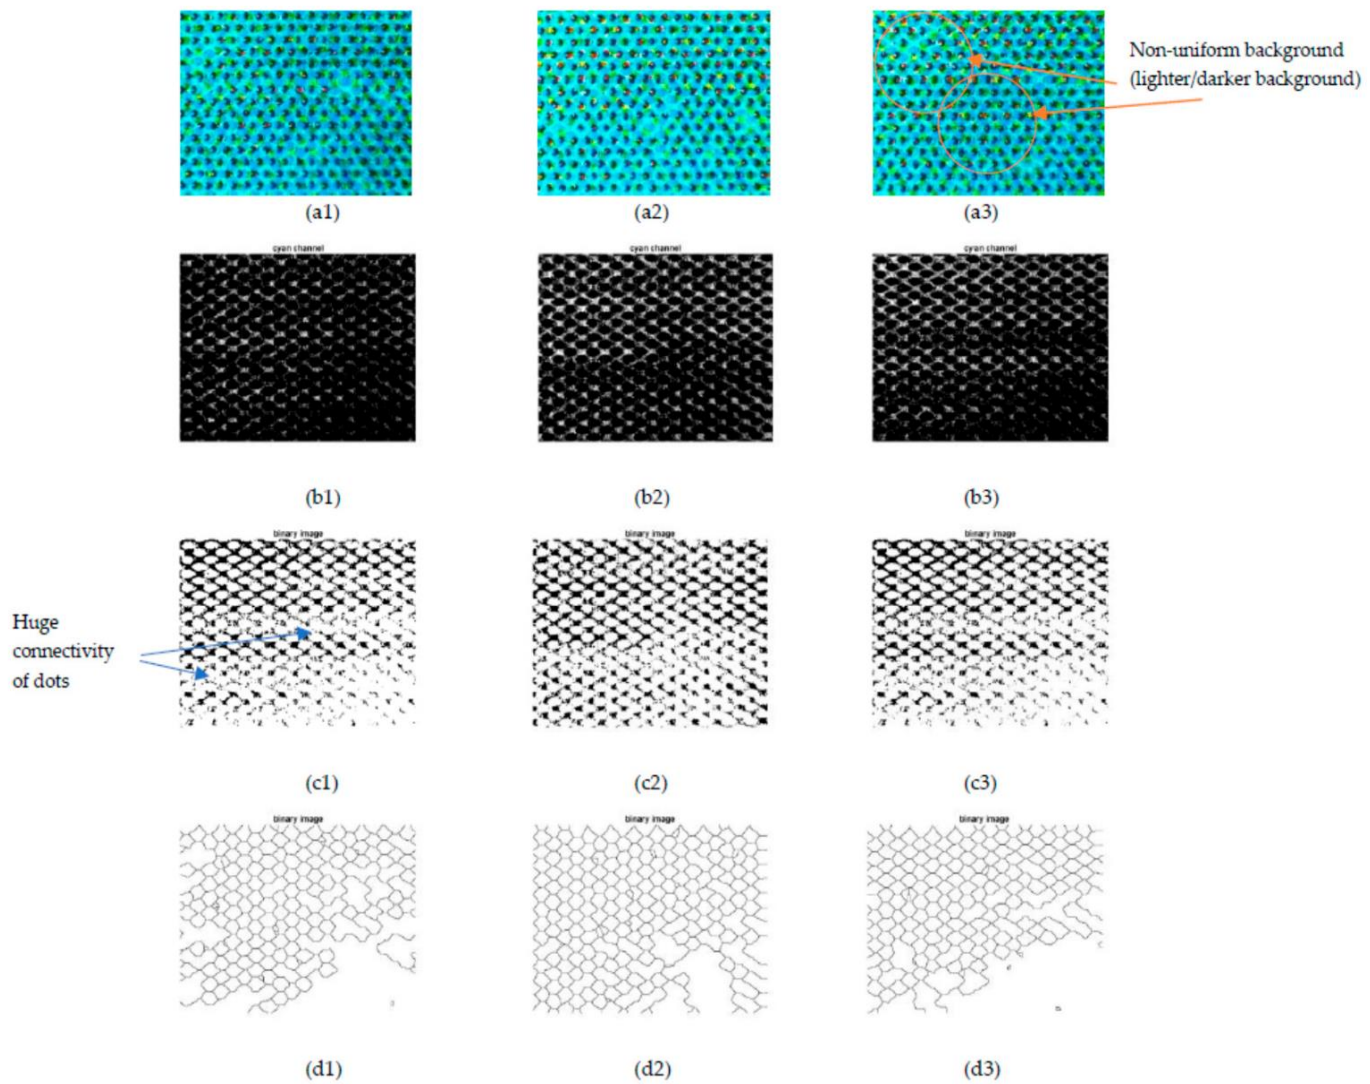 Non-uniform background
(lighter/darker background)
(a1)
(a2)
(a3)
cyan channel
cyan channel
cyan channel
(b1)
(b2)
(b3)
binary image
binary image
binary image
Huge
connectivity
of dots
(c1)
(c2)
(c3)
binary image
binary image
binary image
(d1)
(d2)
(d3)